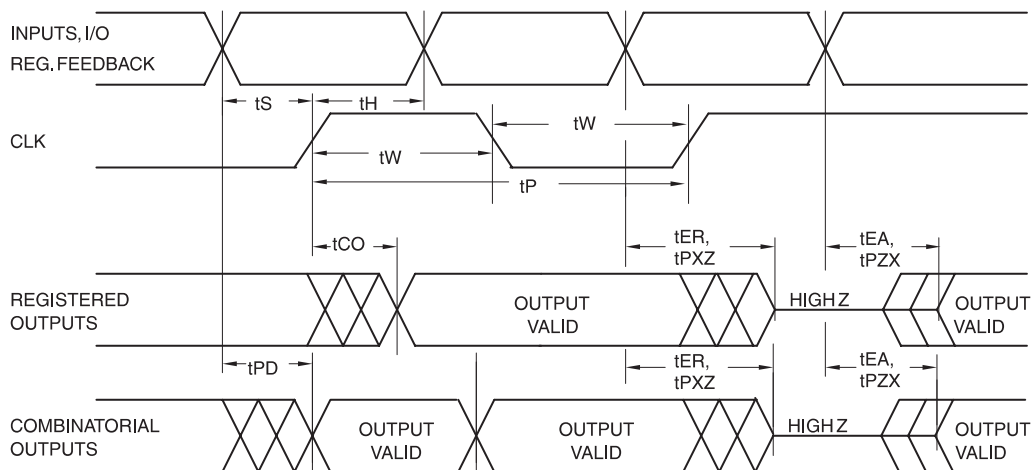 INPUTS, I/O
REG. FEEDBACK
tS
tH
CLK
tW
tW
tP
tCO
tER,
tPXZ
tEA,
tPZX
REGISTERED
OUTPUTS
OUTPUT
VALID
HIGH Z
OUTPUT
VALID
tPD
tER,
tPXZ
tEA,
tPZX
COMBINATORIAL
OUTPUTS
OUTPUT
VALID
OUTPUT
VALID
HIGH Z
OUTPUT
VALID